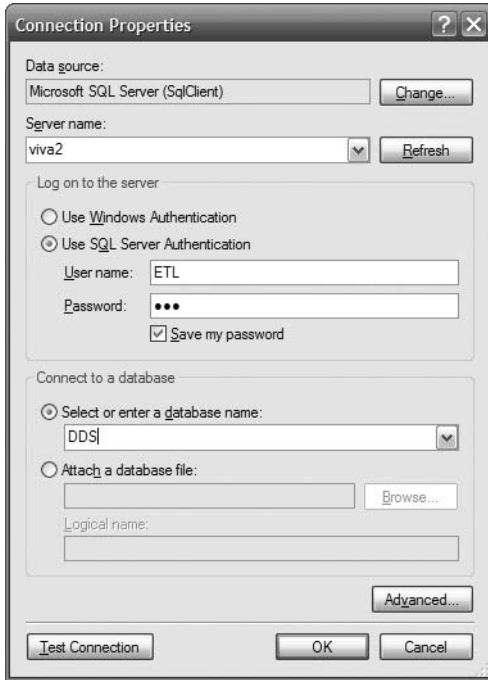 Connection Properties
Data source:
Microsoft SQL Server (SqlClient)
Change...
Server name:
viva2
Refresh
Log on to the server
Use Windows Authentication
Use SQL Server Authentication
User name:
ETL
Password:
●●●
Save my password
Connect to a database
Select or enter a database name:
DDS
Attach a database file:
Browse...
Logical name:
Advanced...
Test Connection
OK
Cancel